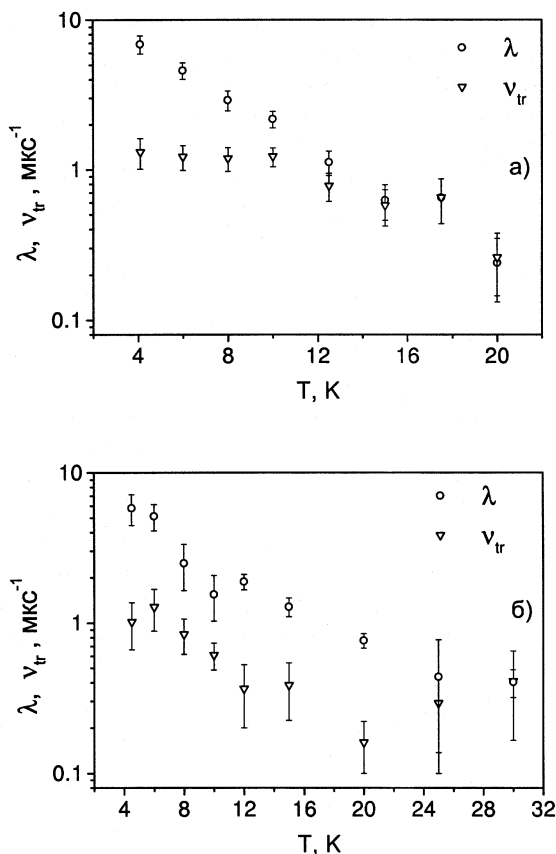 10
1
0.1
λ, ν_tr , мкс⁻¹
○ λ
▽ ν_tr
а)
4 8 12 16 20
T, K
10
1
0.1
λ, ν_tr , мкс⁻¹
○ λ
▽ ν_tr
б)
4 8 12 16 20 24 28 32
T, K